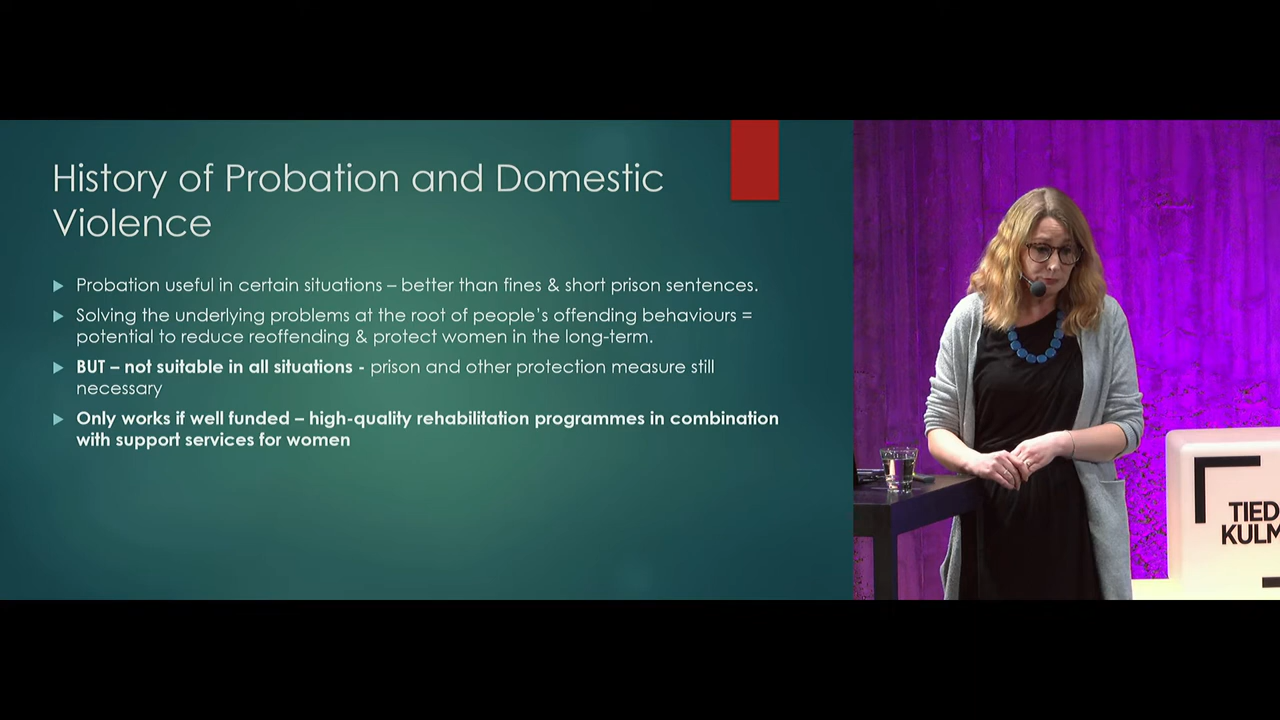 History of Probation and Domestic
Violence
Probation useful in certain situations – better than fines & short prison sentences.
Solving the underlying problems at the root of people's offending behaviours =
potential to reduce reoffending & protect women in the long-term.
BUT – not suitable in all situations - prison and other protection measure still
necessary
Only works if well funded – high-quality rehabilitation programmes in combination
with support services for women
TIED
KULM